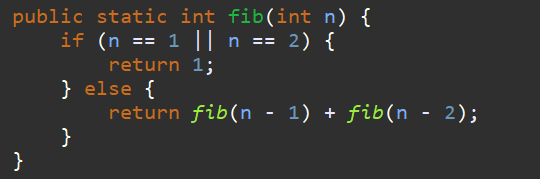 public static int fib(int n) {
    if (n == 1 || n == 2) {
        return 1;
    } else {
        return fib(n - 1) + fib(n - 2);
    }
}